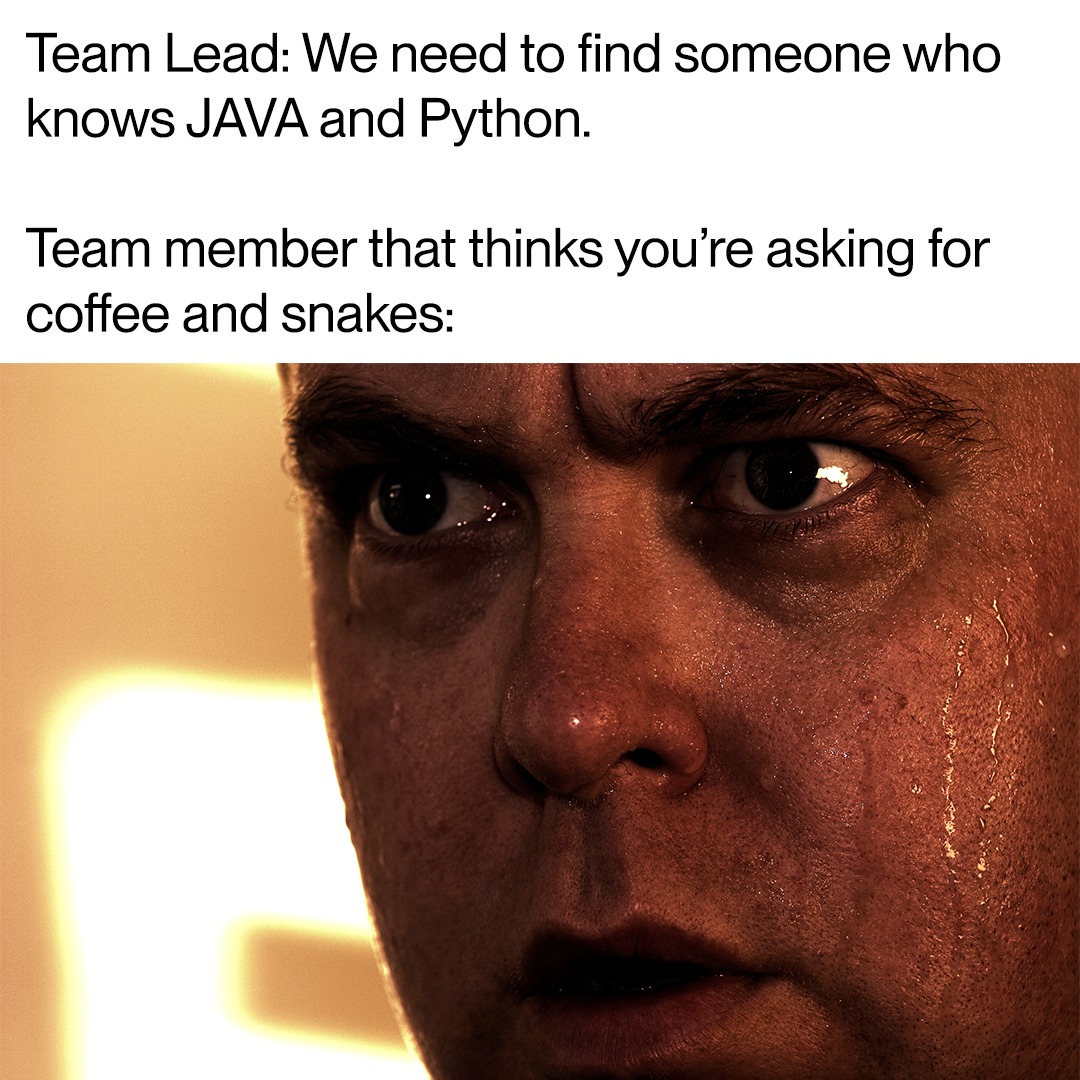 Team Lead: We need to find someone who
knows JAVA and Python.
Team member that thinks you’re asking for
coffee and snakes: